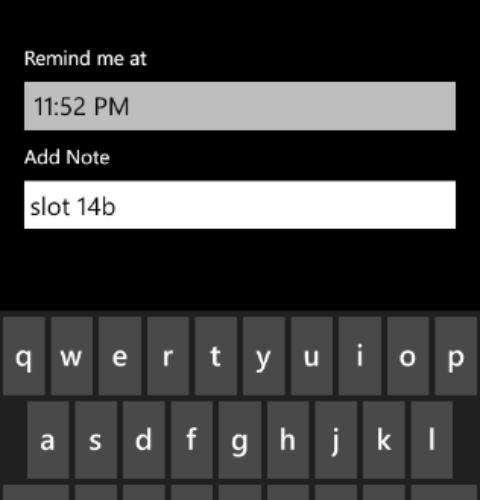 Remind me at
11:52 PM
Add Note
slot 14b
q w e r t y u i o p
a s d f g h j k l